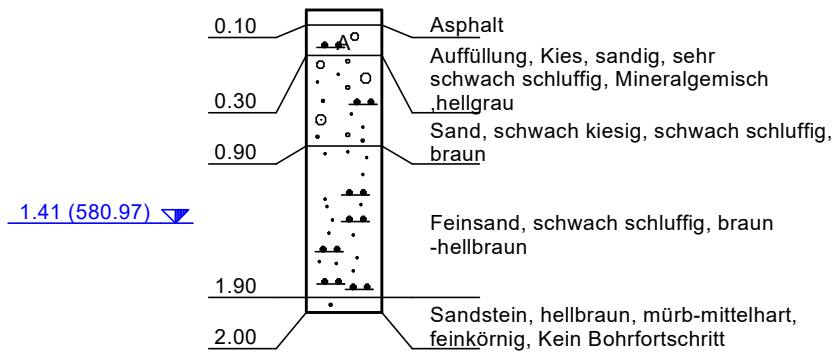 0.10
Asphalt
A
Auffüllung, Kies, sandig, sehr
schwach schluffig, Mineralgemisch
,hellgrau
0.30
Sand, schwach kiesig, schwach schluffig,
braun
0.90
1.41 (580.97)
Feinsand, schwach schluffig, braun
-hellbraun
1.90
Sandstein, hellbraun, mürb-mittelhart,
feinkörnig, Kein Bohrfortschritt
2.00